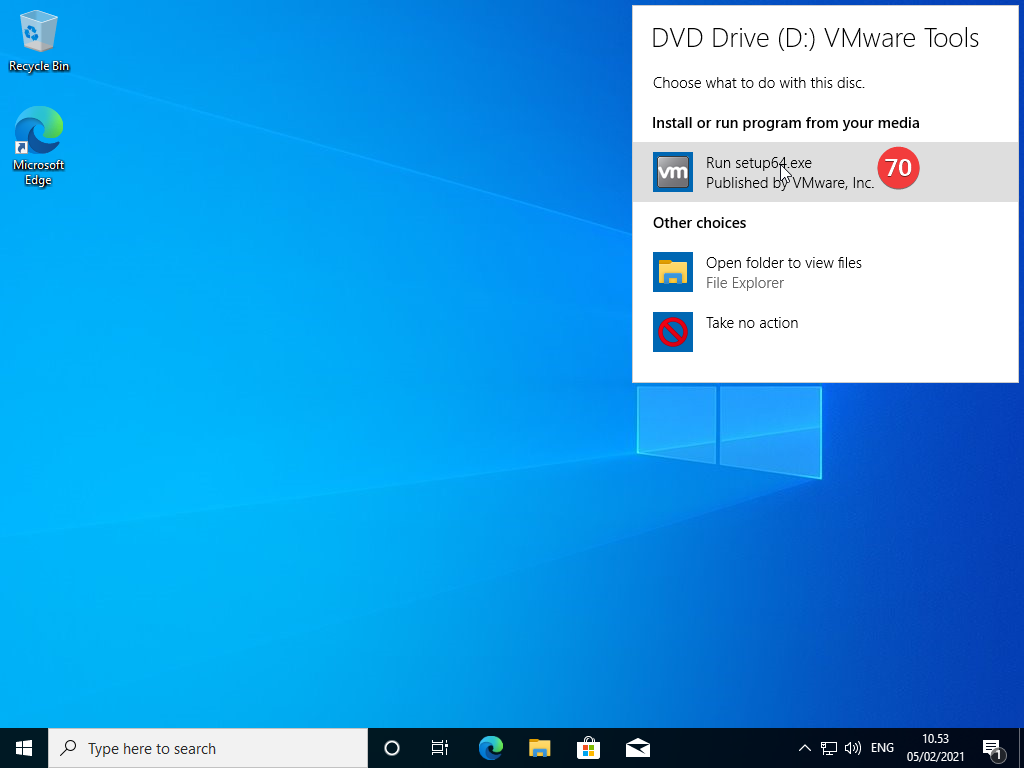 Recycle Bin
Microsoft
Edge
DVD Drive (D:) VMware Tools
Choose what to do with this disc.
Install or run program from your media
vm
Run setup64.exe
Published by VMware, Inc.
70
Other choices
Open folder to view files
File Explorer
Take no action
Type here to search
ENG
10.53
05/02/2021
1